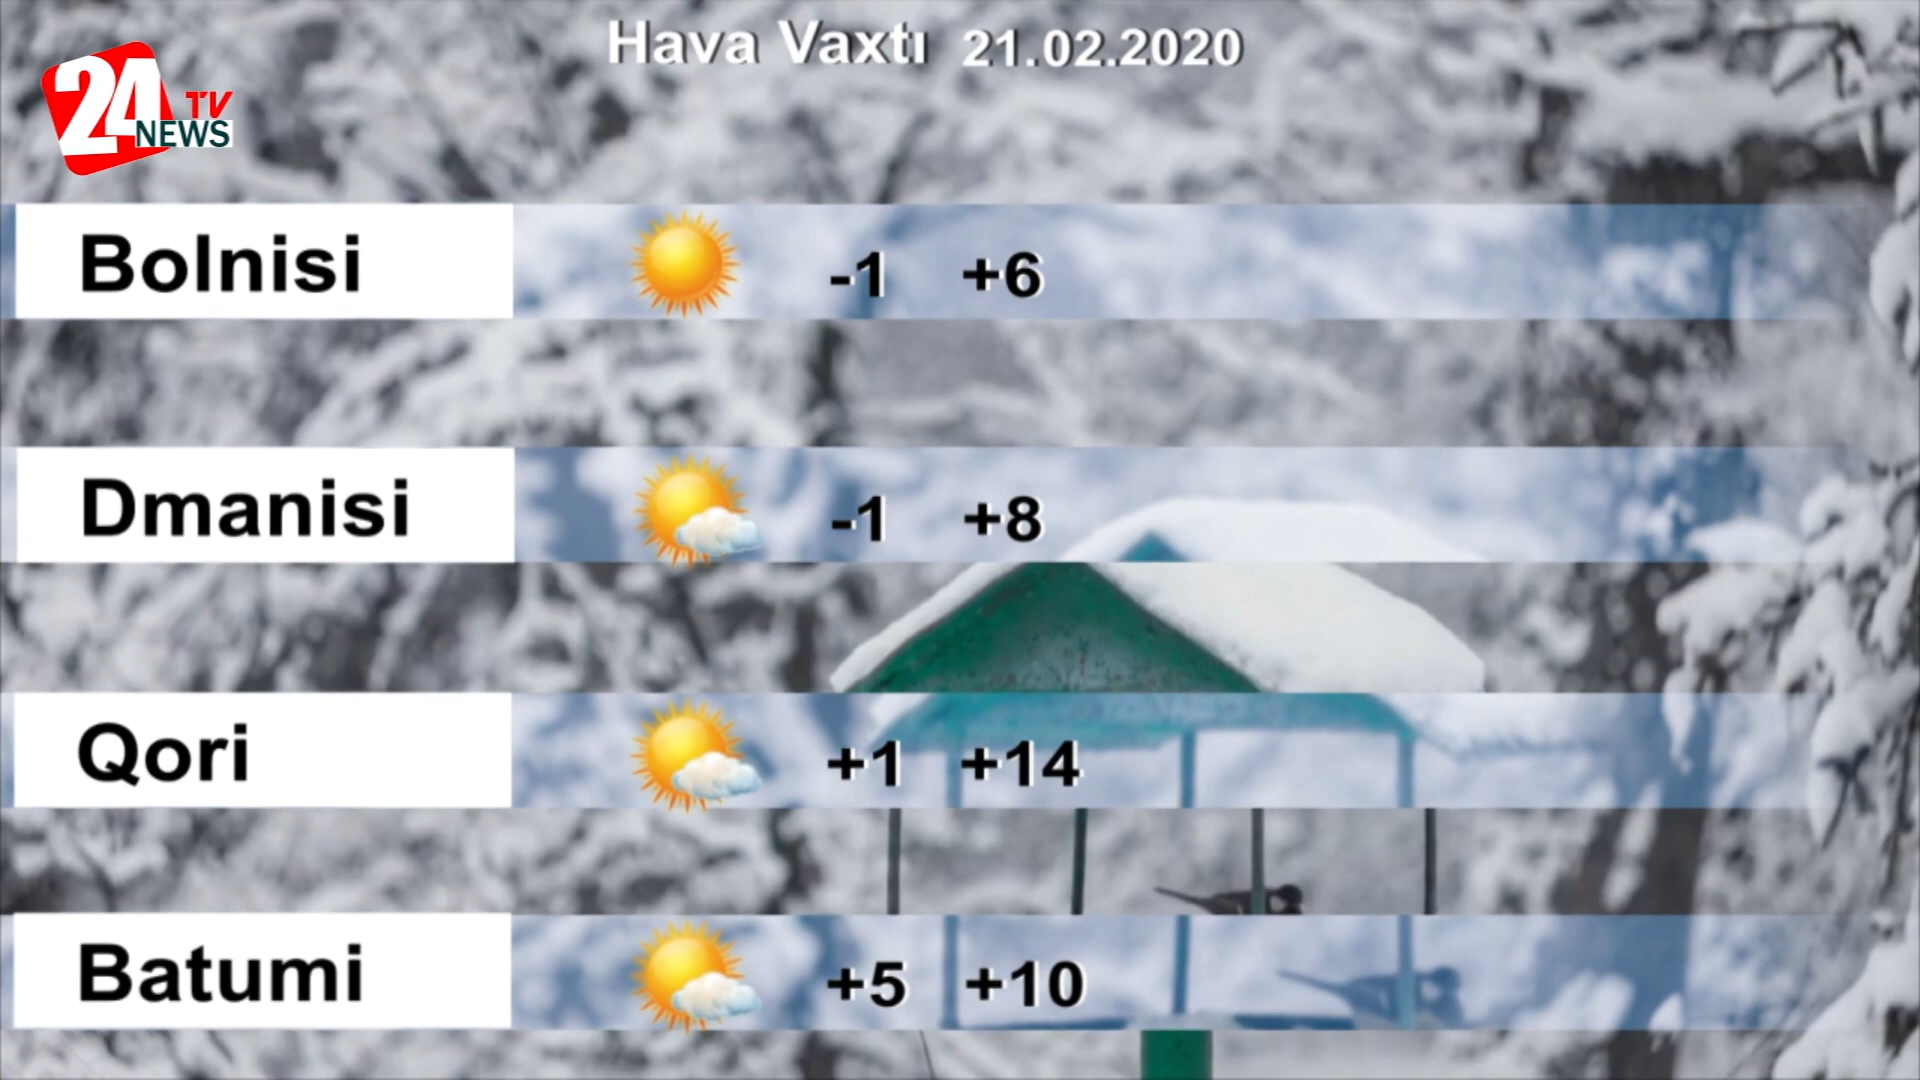 Hava Vaxtı 21.02.2020
24 TV
NEWS
Bolnisi -1 +6
Dmanisi -1 +8
Qori +1 +14
Batumi +5 +10